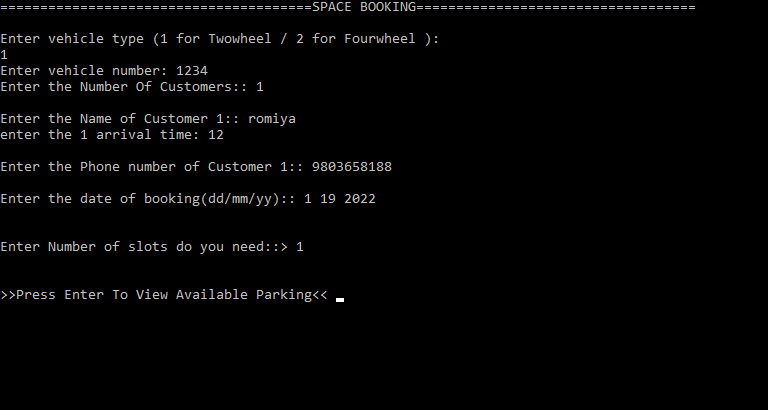 =======================================SPACE BOOKING===================================
Enter vehicle type (1 for Twowheel / 2 for Fourwheel ):
1
Enter vehicle number: 1234
Enter the Number Of Customers:: 1
Enter the Name of Customer 1:: romiya
enter the 1 arrival time: 12
Enter the Phone number of Customer 1:: 9803658188
Enter the date of booking(dd/mm/yy):: 1 19 2022
Enter Number of slots do you need::> 1
>>Press Enter To View Available Parking<<